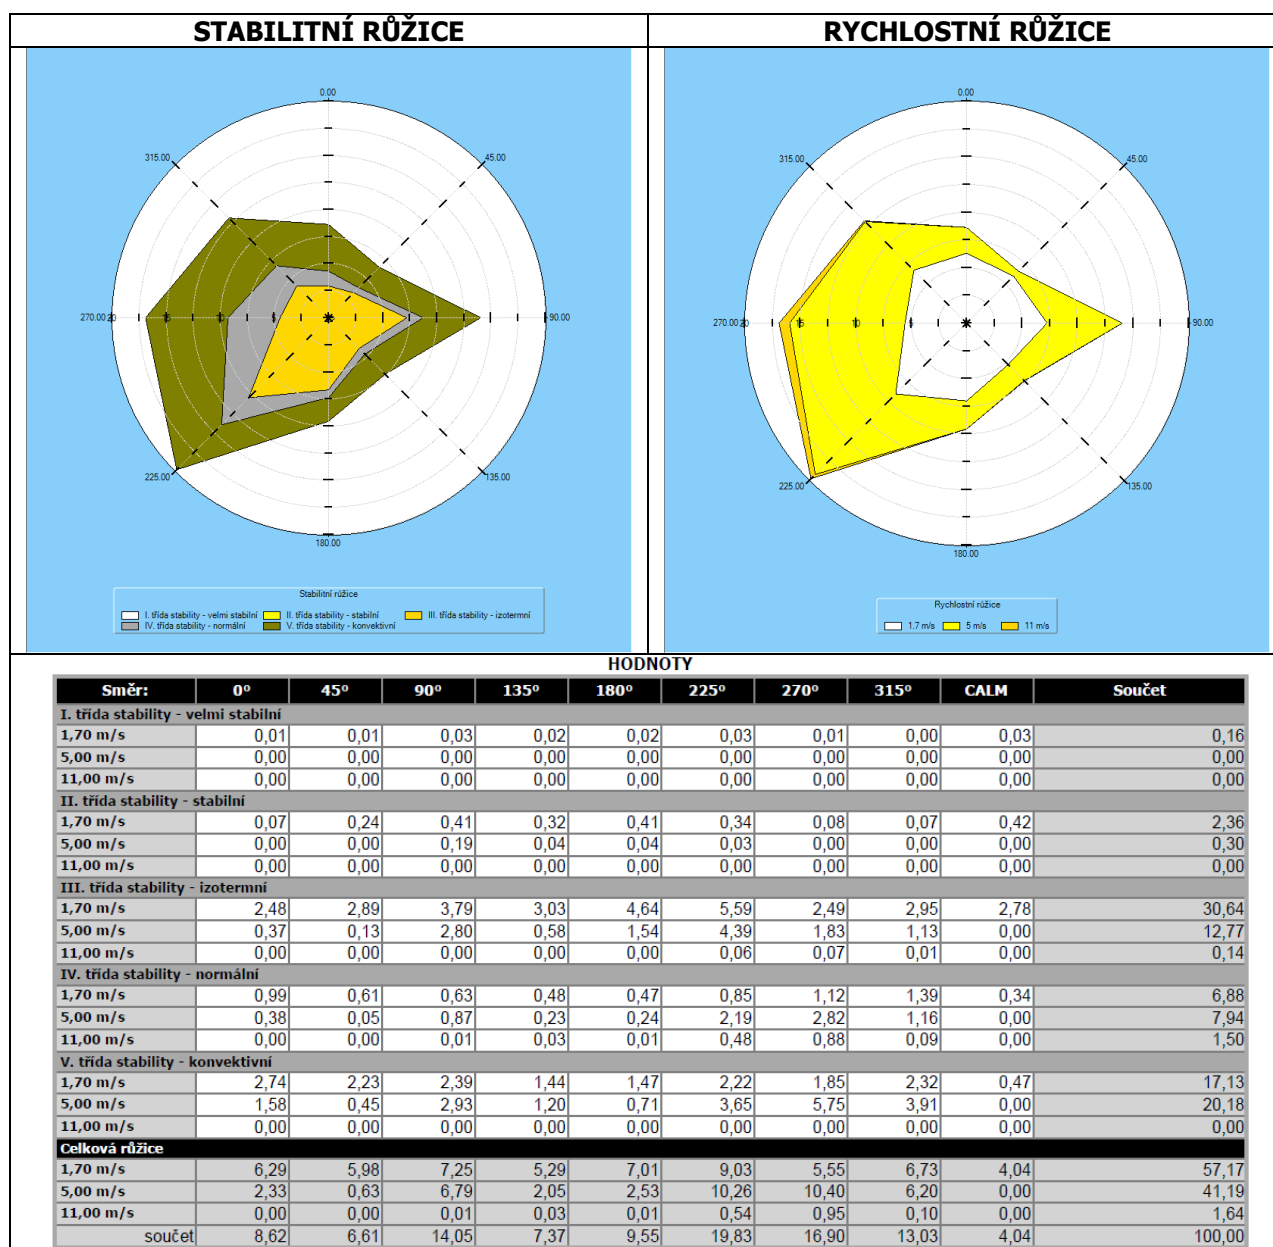 STABILITNÍ RŮŽICE
RYCHLOSTNÍ RŮŽICE
0.00
315.00 45.00
270.00 20 15 10 5 90.00
225.00 135.00
180.00
Stabilitní růžice
I. třída stability - velmi stabilní II. třída stability - stabilní III. třída stability - izotermní
IV. třída stability - normální V. třída stability - konvektivní
0.00
315.00 45.00
270.00 20 15 10 5 90.00
225.00 135.00
180.00
Rychlostní růžice
1.7 m/s 5 m/s 11 m/s
HODNOTY
Směr: 0º 45º 90º 135º 180º 225º 270º 315º CALM Součet
I. třída stability - velmi stabilní
1,70 m/s 0,01 0,01 0,03 0,02 0,02 0,03 0,01 0,00 0,03 0,16
5,00 m/s 0,00 0,00 0,00 0,00 0,00 0,00 0,00 0,00 0,00 0,00
11,00 m/s 0,00 0,00 0,00 0,00 0,00 0,00 0,00 0,00 0,00 0,00
II. třída stability - stabilní
1,70 m/s 0,07 0,24 0,41 0,32 0,41 0,34 0,08 0,07 0,42 2,36
5,00 m/s 0,00 0,00 0,19 0,04 0,04 0,03 0,00 0,00 0,00 0,30
11,00 m/s 0,00 0,00 0,00 0,00 0,00 0,00 0,00 0,00 0,00 0,00
III. třída stability - izotermní
1,70 m/s 2,48 2,89 3,79 3,03 4,64 5,59 2,49 2,95 2,78 30,64
5,00 m/s 0,37 0,13 2,80 0,58 1,54 4,39 1,83 1,13 0,00 12,77
11,00 m/s 0,00 0,00 0,00 0,00 0,00 0,06 0,07 0,01 0,00 0,14
IV. třída stability - normální
1,70 m/s 0,99 0,61 0,63 0,48 0,47 0,85 1,12 1,39 0,34 6,88
5,00 m/s 0,38 0,05 0,87 0,23 0,24 2,19 2,82 1,16 0,00 7,94
11,00 m/s 0,00 0,00 0,01 0,03 0,01 0,48 0,88 0,09 0,00 1,50
V. třída stability - konvektivní
1,70 m/s 2,74 2,23 2,39 1,44 1,47 2,22 1,85 2,32 0,47 17,13
5,00 m/s 1,58 0,45 2,93 1,20 0,71 3,65 5,75 3,91 0,00 20,18
11,00 m/s 0,00 0,00 0,00 0,00 0,00 0,00 0,00 0,00 0,00 0,00
Celková růžice
1,70 m/s 6,29 5,98 7,25 5,29 7,01 9,03 5,55 6,73 4,04 57,17
5,00 m/s 2,33 0,63 6,79 2,05 2,53 10,26 10,40 6,20 0,00 41,19
11,00 m/s 0,00 0,00 0,01 0,03 0,01 0,54 0,95 0,10 0,00 1,64
součet 8,62 6,61 14,05 7,37 9,55 19,83 16,90 13,03 4,04 100,00